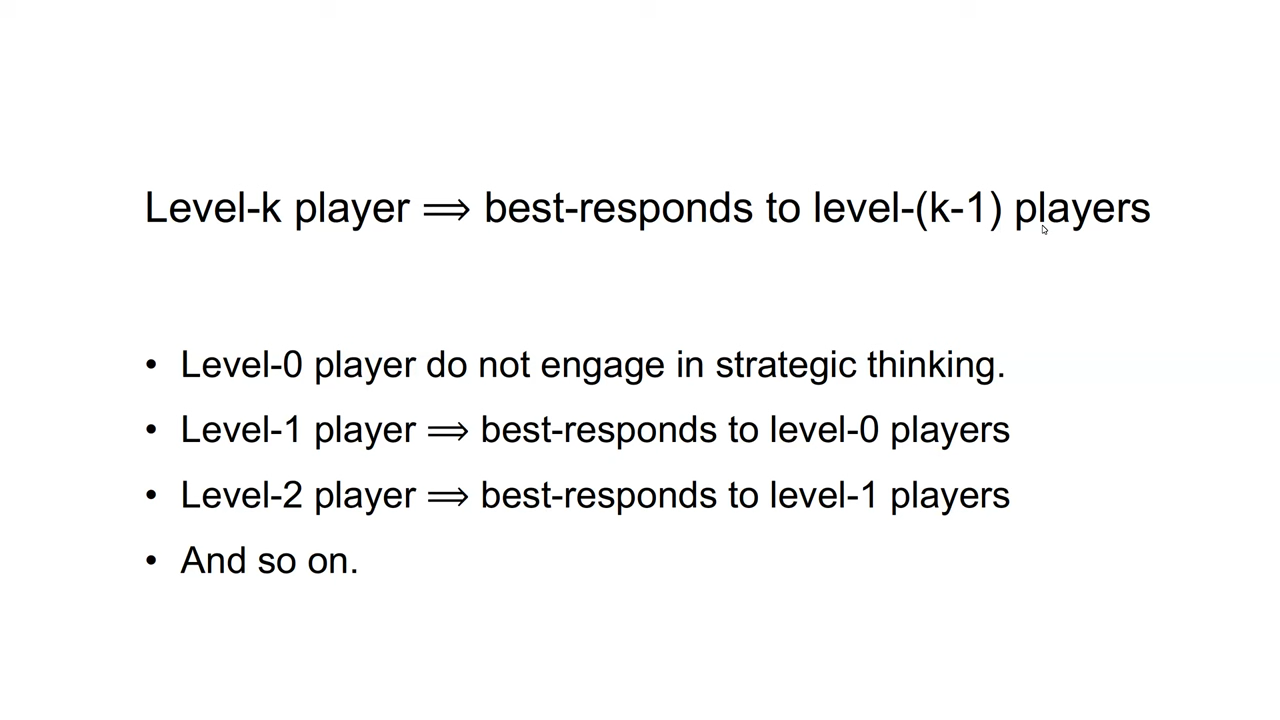 Level-k player ⟹ best-responds to level-(k-1) players
• Level-0 player do not engage in strategic thinking.
• Level-1 player ⟹ best-responds to level-0 players
• Level-2 player ⟹ best-responds to level-1 players
• And so on.